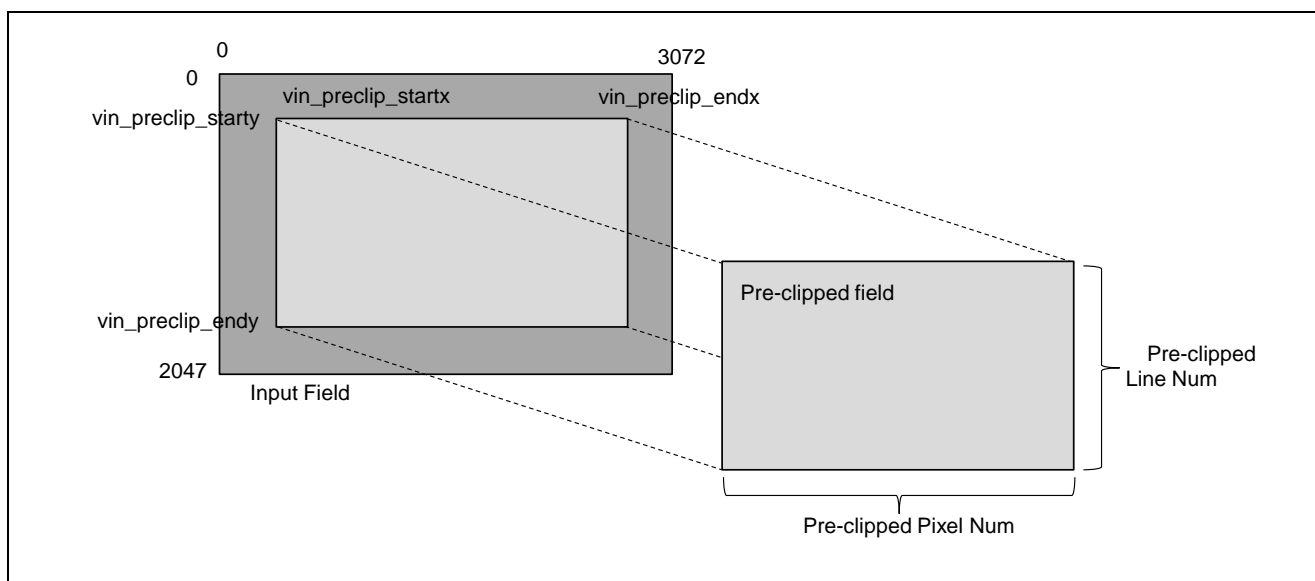 0
3072
0
vin_preclip_startx
vin_preclip_endx
vin_preclip_starty
vin_preclip_endy
2047
Input Field
Pre-clipped field
Pre-clipped
Line Num
Pre-clipped Pixel Num